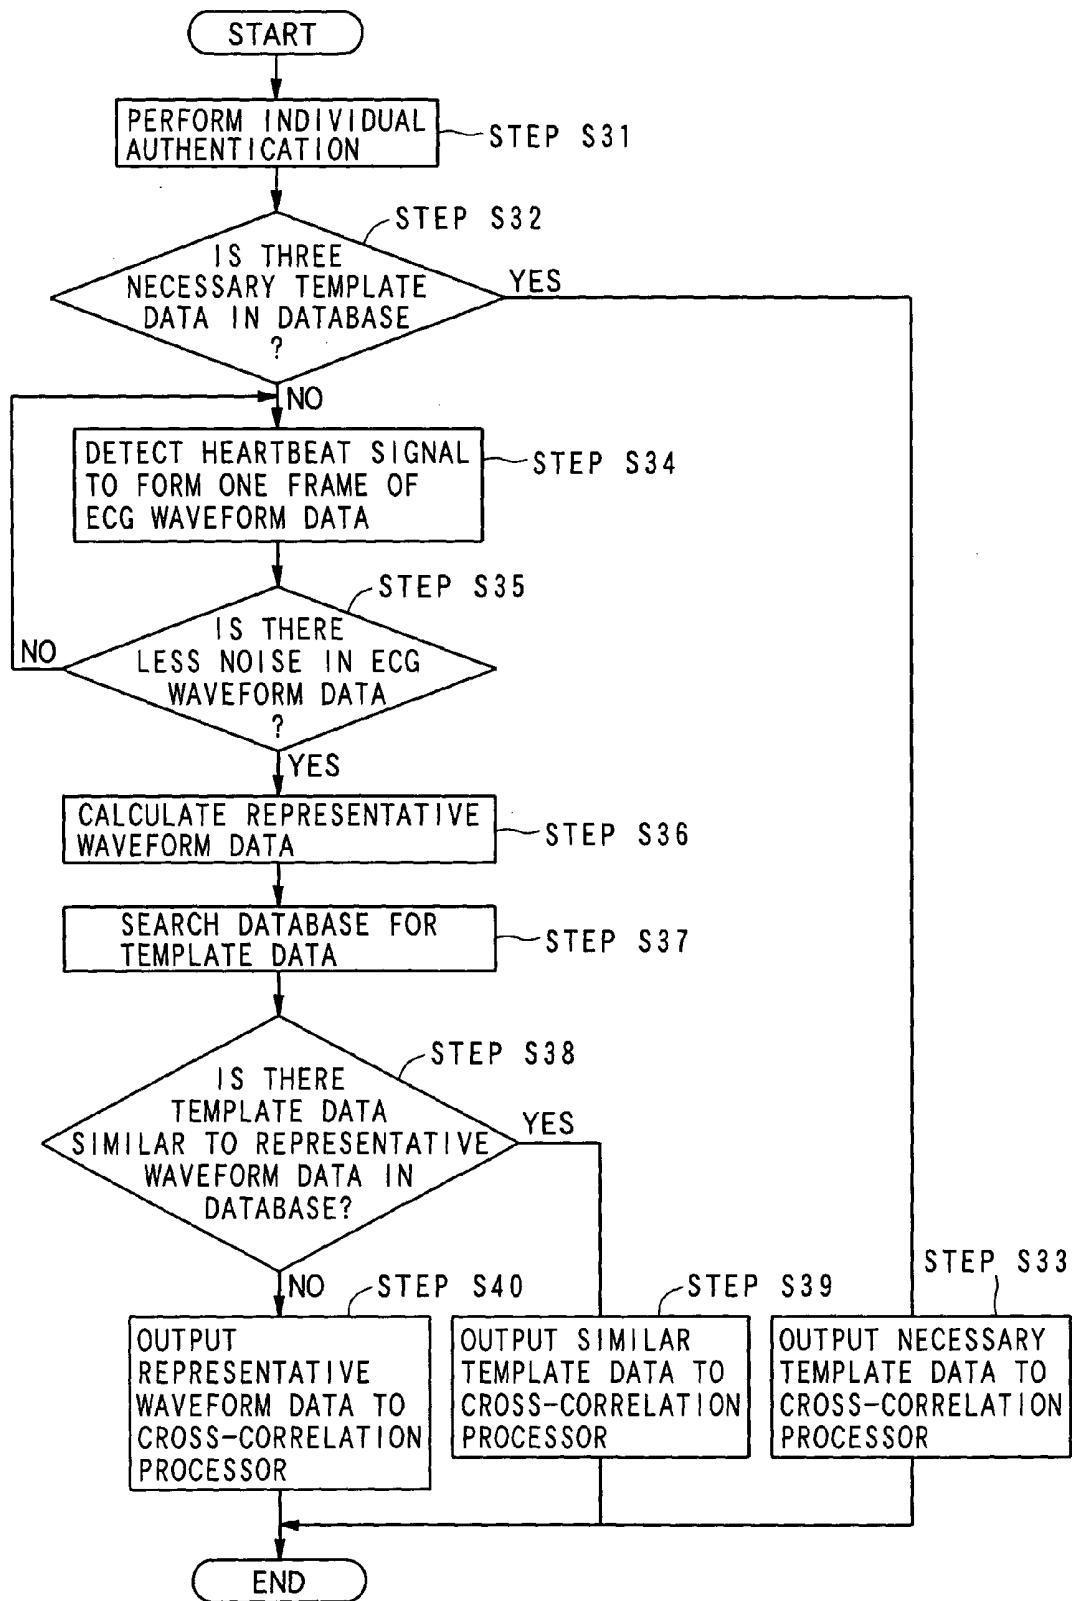 START
PERFORM INDIVIDUAL
AUTHENTICATION
STEP S31
STEP S32
IS THREE
NECESSARY TEMPLATE
DATA IN DATABASE
?
YES
NO
DETECT HEARTBEAT SIGNAL
TO FORM ONE FRAME OF
ECG WAVEFORM DATA
STEP S34
STEP S35
IS THERE
LESS NOISE IN ECG
WAVEFORM DATA
?
NO
YES
CALCULATE REPRESENTATIVE
WAVEFORM DATA
STEP S36
SEARCH DATABASE FOR
TEMPLATE DATA
STEP S37
STEP S38
IS THERE
TEMPLATE DATA
SIMILAR TO REPRESENTATIVE
WAVEFORM DATA IN
DATABASE?
YES
NO
STEP S40
OUTPUT
REPRESENTATIVE
WAVEFORM DATA TO
CROSS-CORRELATION
PROCESSOR
STEP S39
OUTPUT SIMILAR
TEMPLATE DATA TO
CROSS-CORRELATION
PROCESSOR
STEP S33
OUTPUT NECESSARY
TEMPLATE DATA TO
CROSS-CORRELATION
PROCESSOR
END